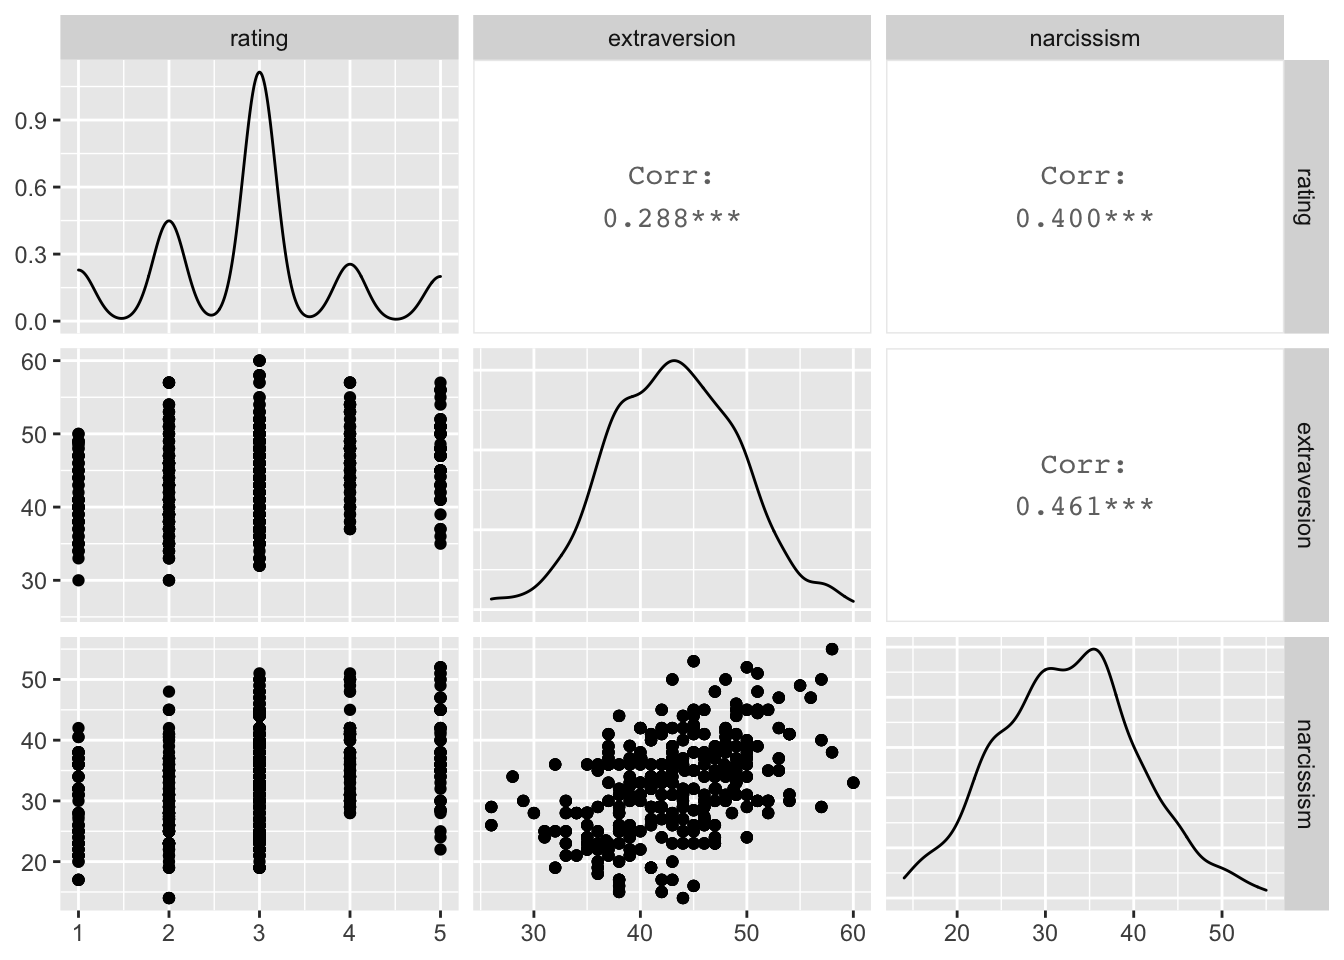 rating
extraversion
narcissism
0.9
0.6
0.3
0.0
Corr:
0.288***
Corr:
0.400***
rating
60
50
40
30
Corr:
0.461***
extraversion
50
40
30
20
narcissism
1 2 3 4 5
30 40 50 60
20 30 40 50